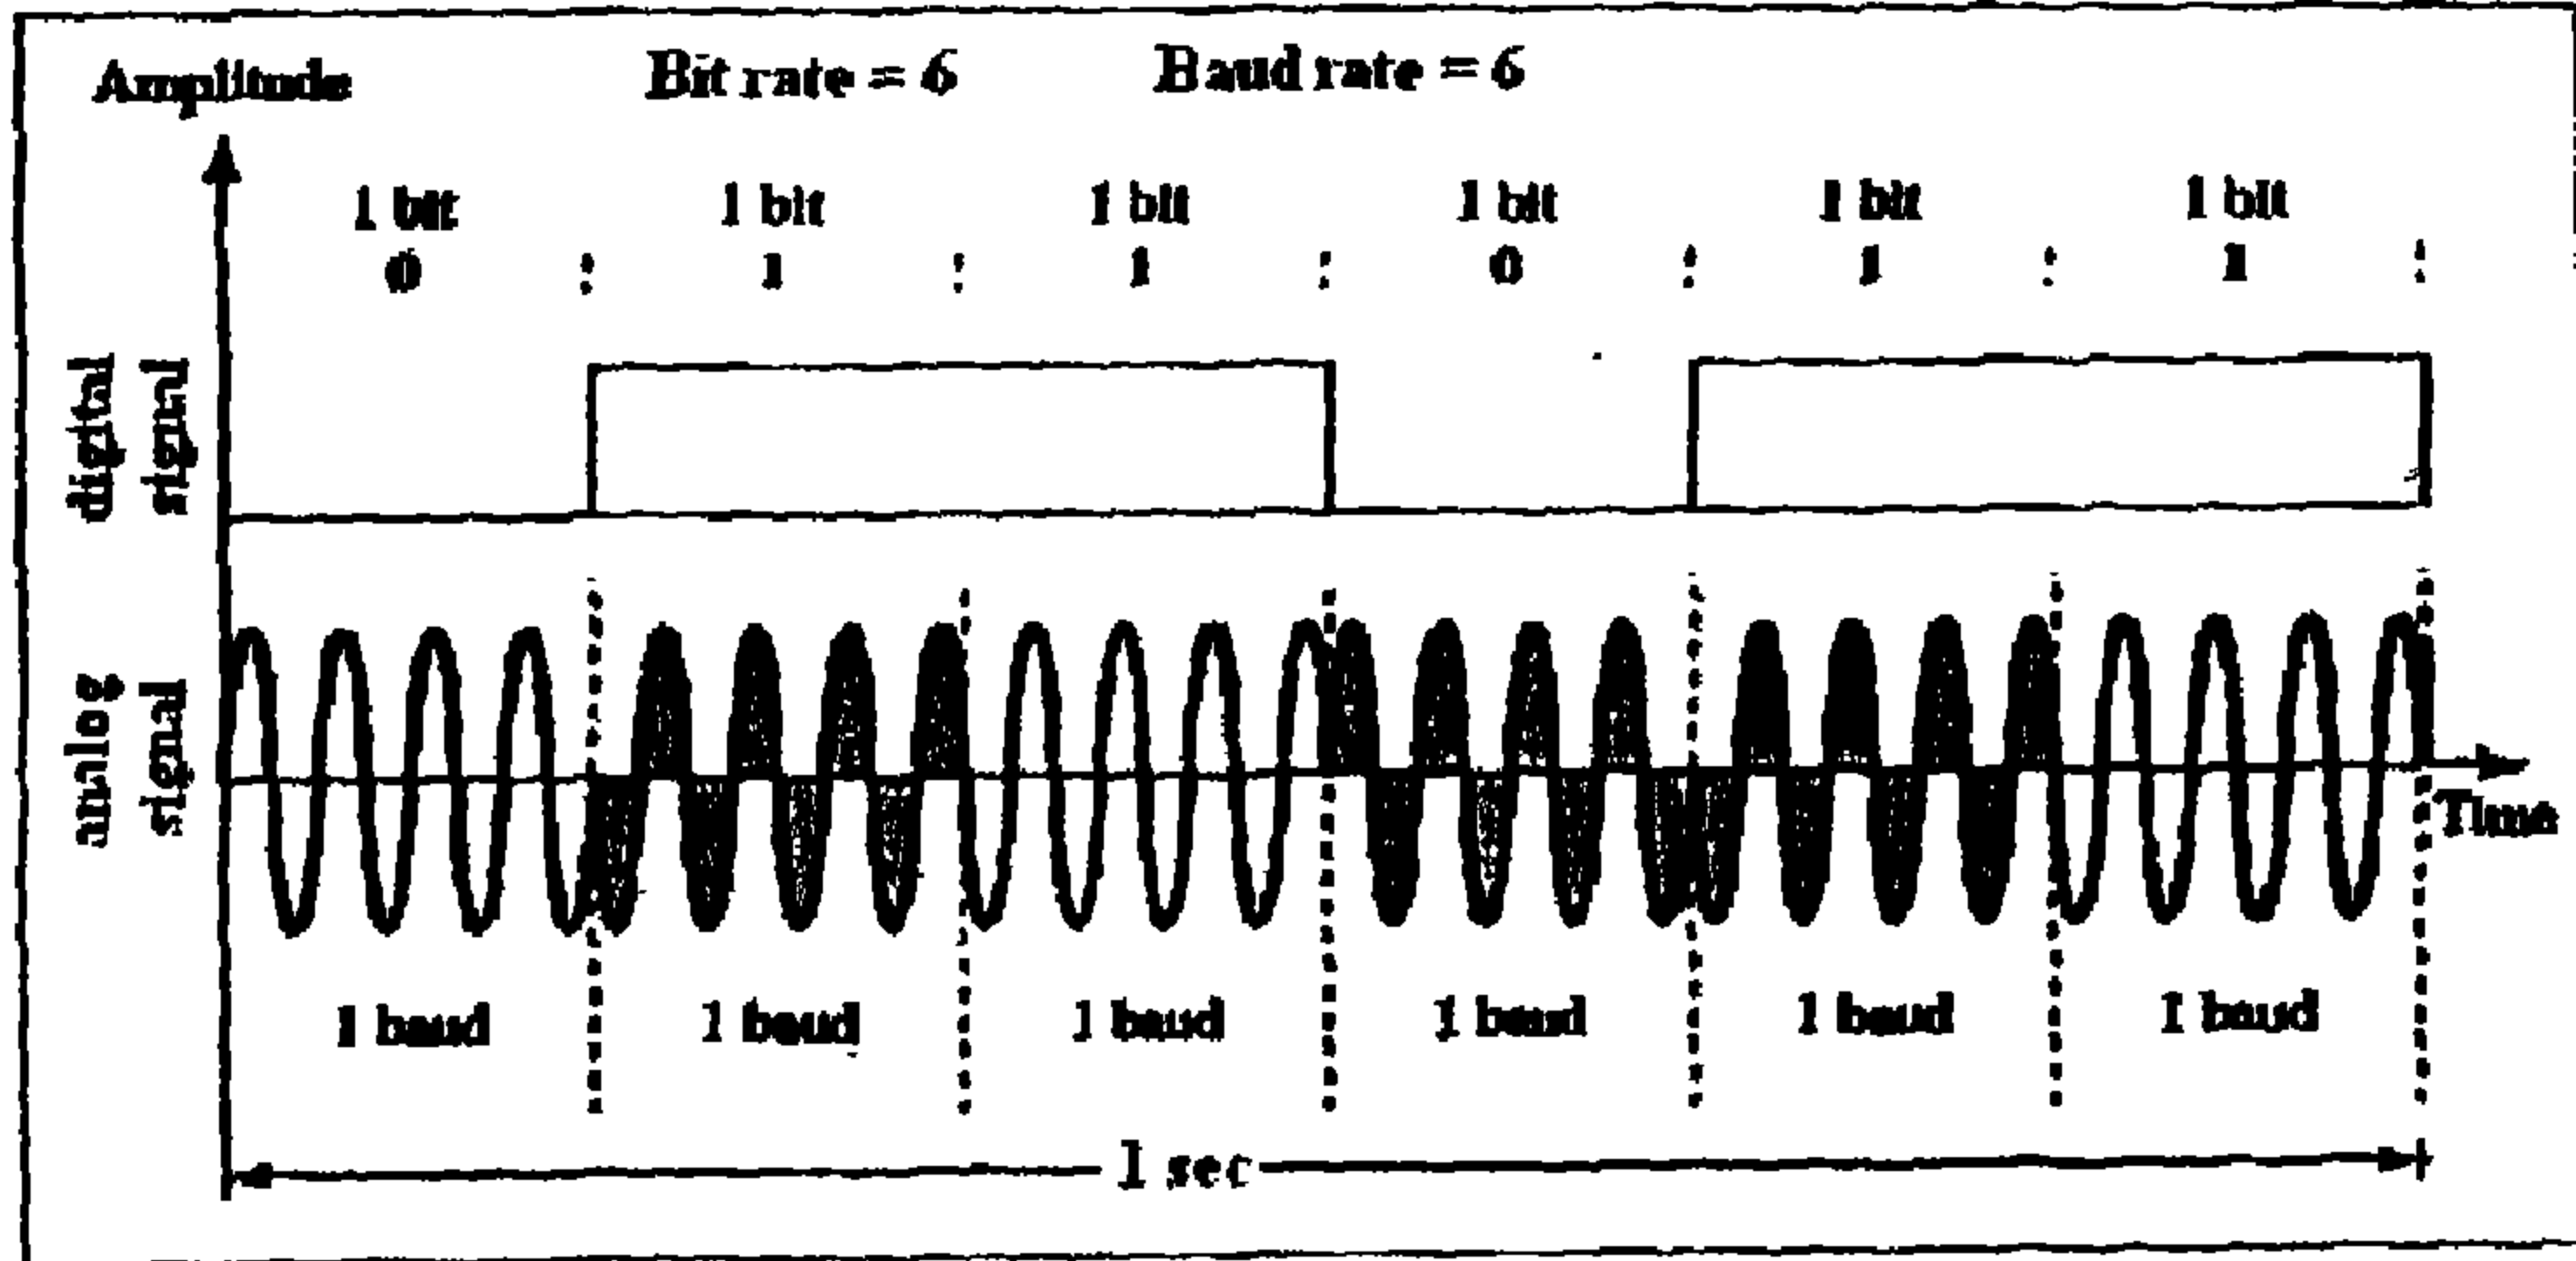 Bit rate = 6 Baud rate = 6
Amplitude
1 bit 1 bit 1 bit 1 bit 1 bit 1 bit
0 1 1 0 1 1
digital
signal
analog
signal
Time
1 baud 1 baud 1 baud 1 baud 1 baud 1 baud
1 sec